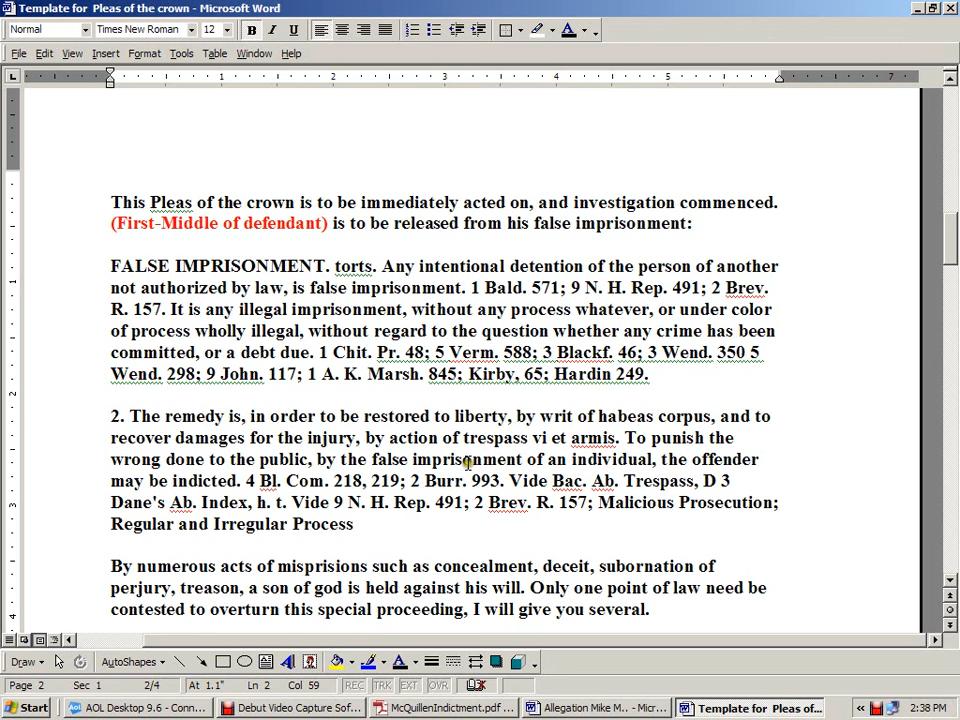 Template for Pleas of the crown - Microsoft Word
Normal Times New Roman 12 B I U A
File Edit View Insert Format Tools Table Window Help
L 1 2 3 4 5 7
This Pleas of the crown is to be immediately acted on, and investigation commenced.
(First-Middle of defendant) is to be released from his false imprisonment:
FALSE IMPRISONMENT. torts. Any intentional detention of the person of another
not authorized by law, is false imprisonment. 1 Bald. 571; 9 N. H. Rep. 491; 2 Brev.
R. 157. It is any illegal imprisonment, without any process whatever, or under color
of process wholly illegal, without regard to the question whether any crime has been
committed, or a debt due. 1 Chit. Pr. 48; 5 Verm. 588; 3 Blackf. 46; 3 Wend. 350 5
Wend. 298; 9 John. 117; 1 A. K. Marsh. 845; Kirby, 65; Hardin 249.
2. The remedy is, in order to be restored to liberty, by writ of habeas corpus, and to
recover damages for the injury, by action of trespass vi et armis. To punish the
wrong done to the public, by the false imprisonment of an individual, the offender
may be indicted. 4 Bl. Com. 218, 219; 2 Burr. 993. Vide Bac. Ab. Trespass, D 3
Dane's Ab. Index, h. t. Vide 9 N. H. Rep. 491; 2 Brev. R. 157; Malicious Prosecution;
Regular and Irregular Process
By numerous acts of misprisions such as concealment, deceit, subornation of
perjury, treason, a son of god is held against his will. Only one point of law need be
contested to overturn this special proceeding, I will give you several.
1
2
3
4
Draw AutoShapes A A
Page 2 Sec 1 2/4 At 1.1" Ln 2 Col 59 REC TRK EXT OVR
Start AOL Desktop 9.6 - Conn... Debut Video Capture Sof... McQuillenIndictment.pdf ... Allegation Mike M.. - Micr... Template for Pleas of... « 2:38 PM